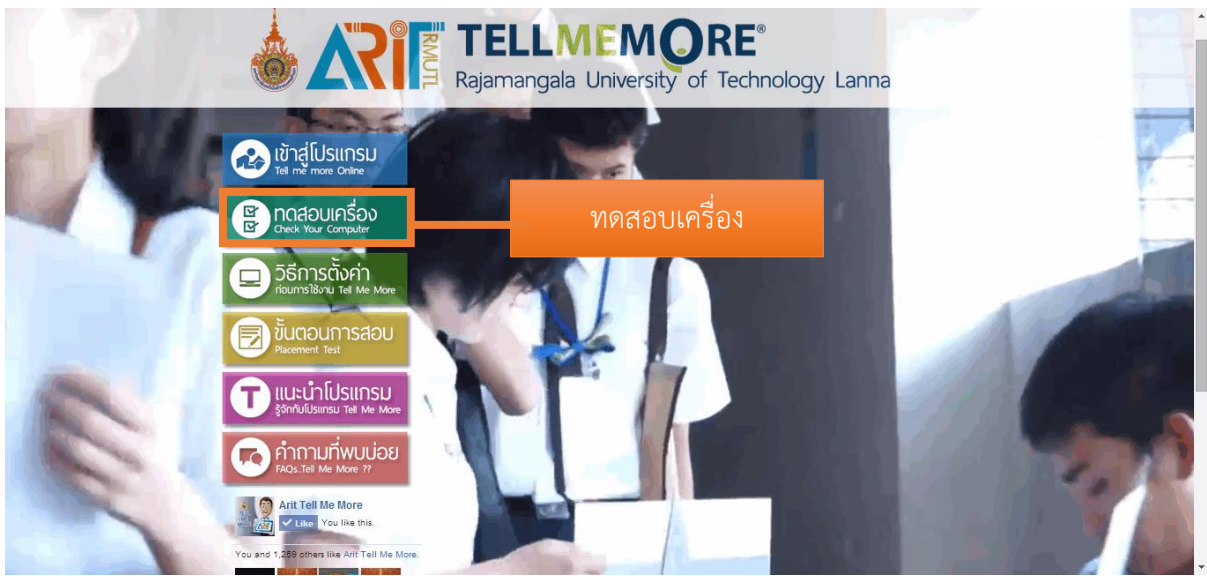 ARIT
RMUTL
TELLMEMORE®
Rajamangala University of Technology Lanna
เข้าสู่โปรแกรม
Tell me more Online
ทดสอบเครื่อง
Check Your Computer
ทดสอบเครื่อง
วิธีการตั้งค่า
ก่อนการใช้งาน Tell Me More
ขั้นตอนการสอบ
Placement Test
T
แนะนำโปรแกรม
รู้จักกับโปรแกรม Tell Me More
คำถามที่พบบ่อย
FAQs..Tell Me More ??
Arit Tell Me More
Like You like this.
You and 1,259 others like Arit Tell Me More.